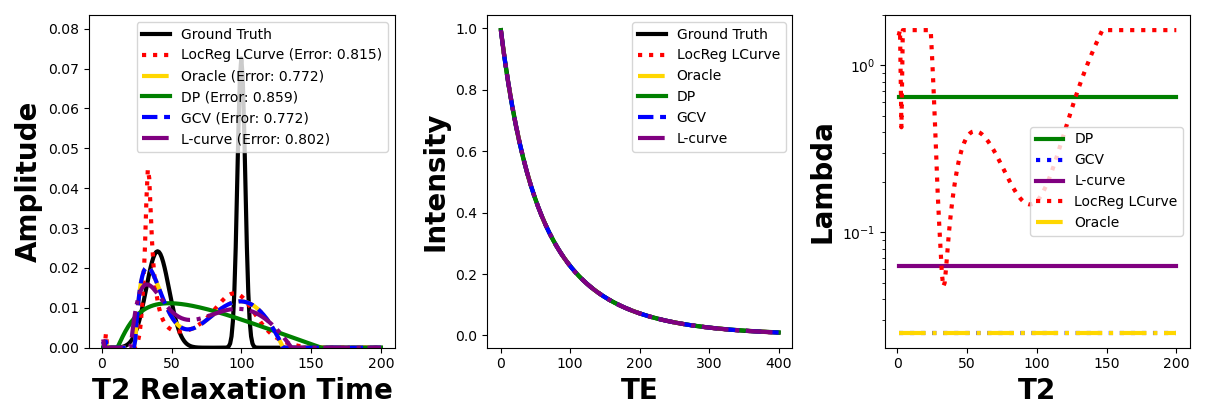 0.08
0.07
0.06
0.05
0.04
0.03
0.02
0.01
0.00
Amplitude
0 50 100 150 200
T2 Relaxation Time
Ground Truth
LocReg LCurve (Error: 0.815)
Oracle (Error: 0.772)
DP (Error: 0.859)
GCV (Error: 0.772)
L-curve (Error: 0.802)
1.0
0.8
0.6
0.4
0.2
0.0
Intensity
0 100 200 300 400
TE
Ground Truth
LocReg LCurve
Oracle
DP
GCV
L-curve
10⁰
10⁻¹
Lambda
0 50 100 150 200
T2
DP
GCV
L-curve
LocReg LCurve
Oracle